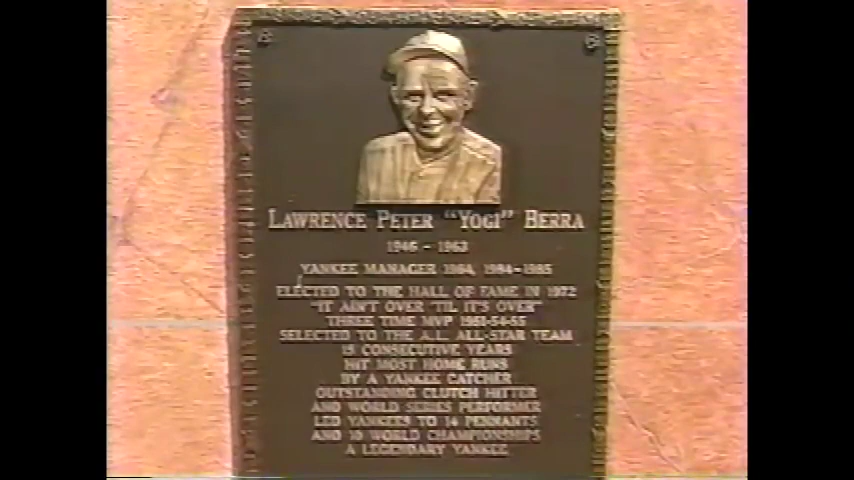 LAWRENCE PETER "YOGI" BERRA
1946 - 1963
YANKEE MANAGER 1964, 1984-1985
ELECTED TO THE HALL OF FAME IN 1972
"IT AIN'T OVER 'TIL IT'S OVER"
THREE TIME MVP 1951-54-55
SELECTED TO THE A.L. ALL-STAR TEAM
15 CONSECUTIVE YEARS
HIT MOST HOME RUNS
BY A YANKEE CATCHER
OUTSTANDING CLUTCH HITTER
AND WORLD SERIES PERFORMER
LED YANKEES TO 14 PENNANTS
AND 10 WORLD CHAMPIONSHIPS
A LEGENDARY YANKEE